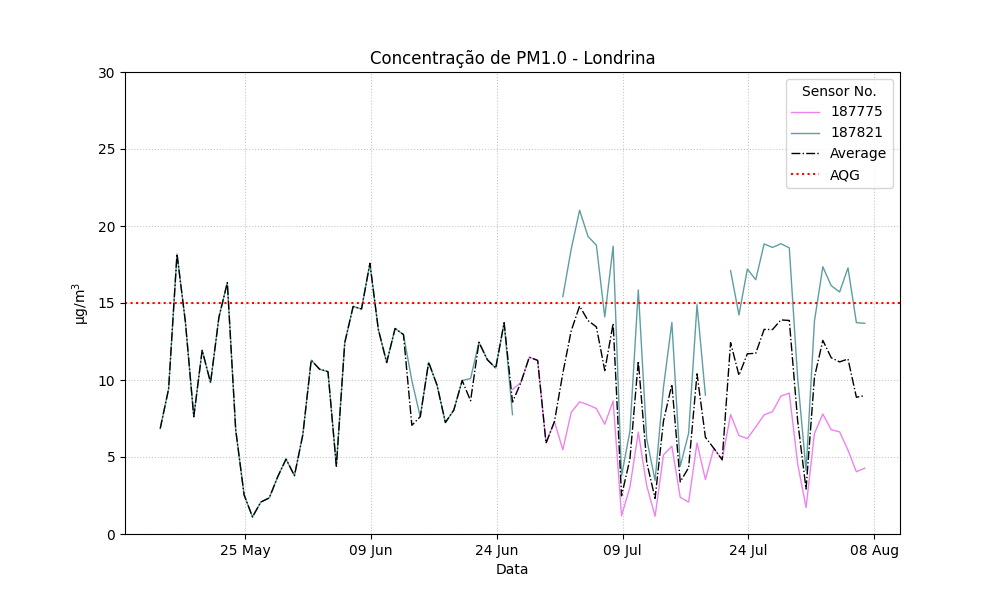 Concentração de PM1.0 - Londrina
30
25
20
15
10
5
0
µg/m³
Sensor No.
187775
187821
Average
AQG
25 May
09 Jun
24 Jun
09 Jul
24 Jul
08 Aug
Data